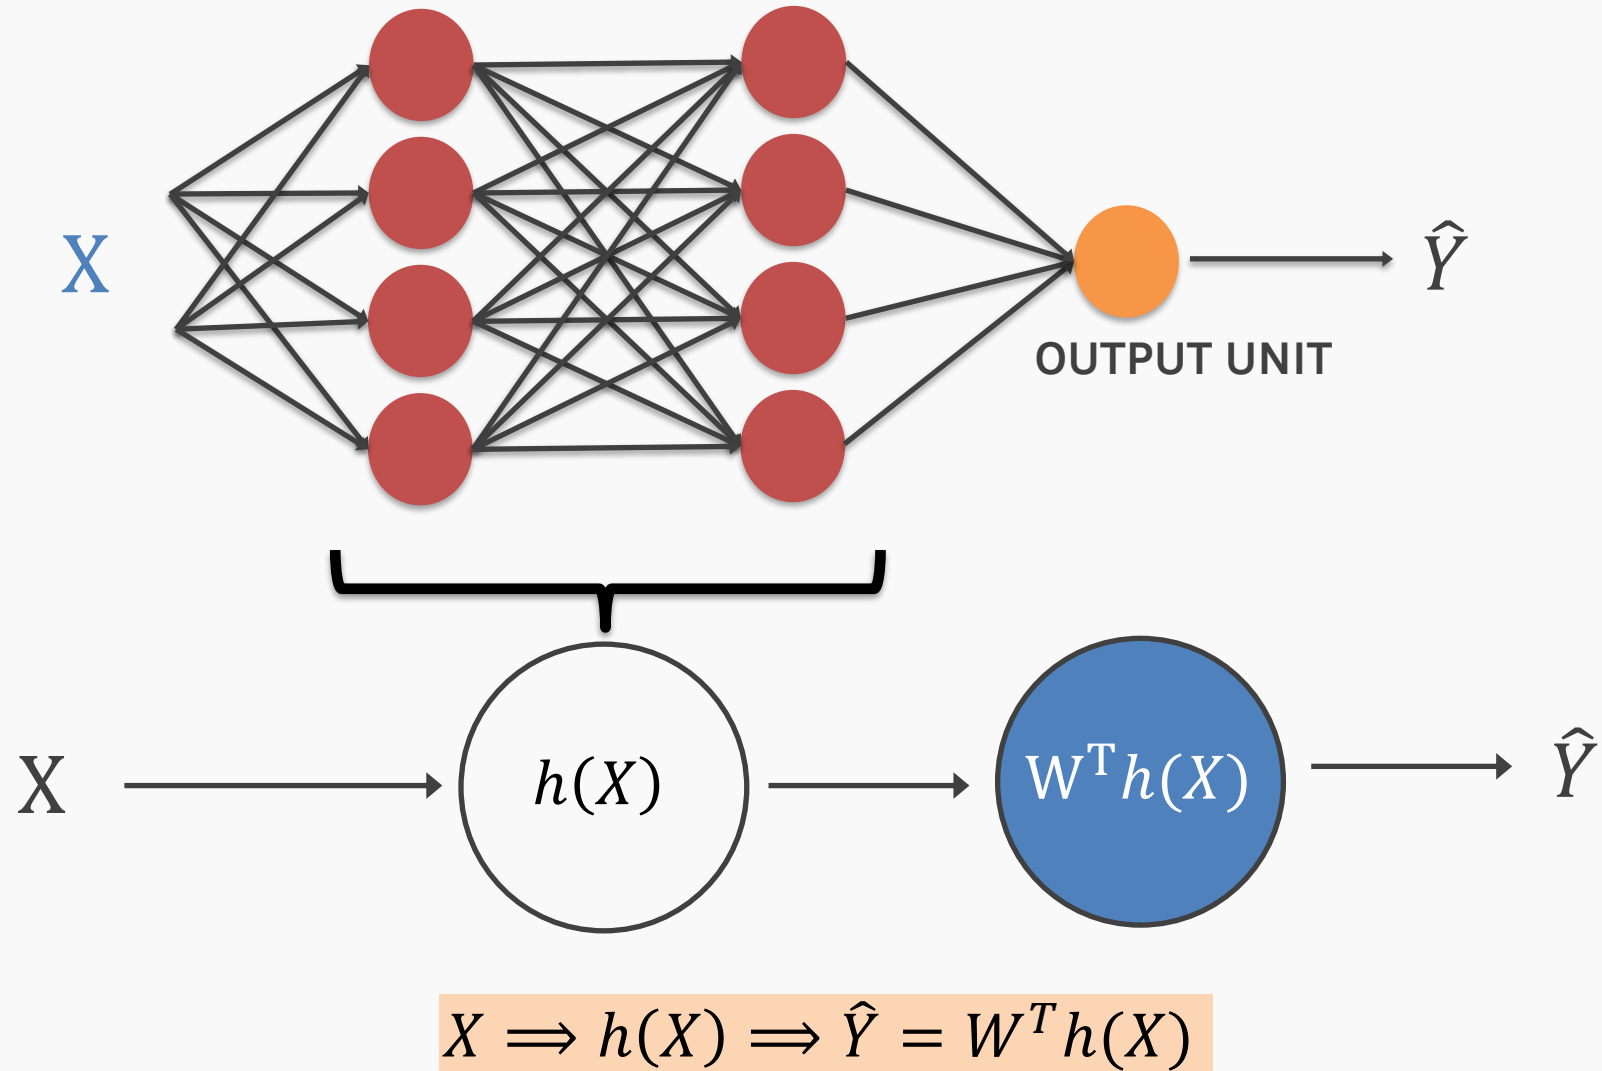 X
Ŷ
OUTPUT UNIT
X
h(X)
Wᵀh(X)
Ŷ
X ⟹ h(X) ⟹ Ŷ = Wᵀh(X)